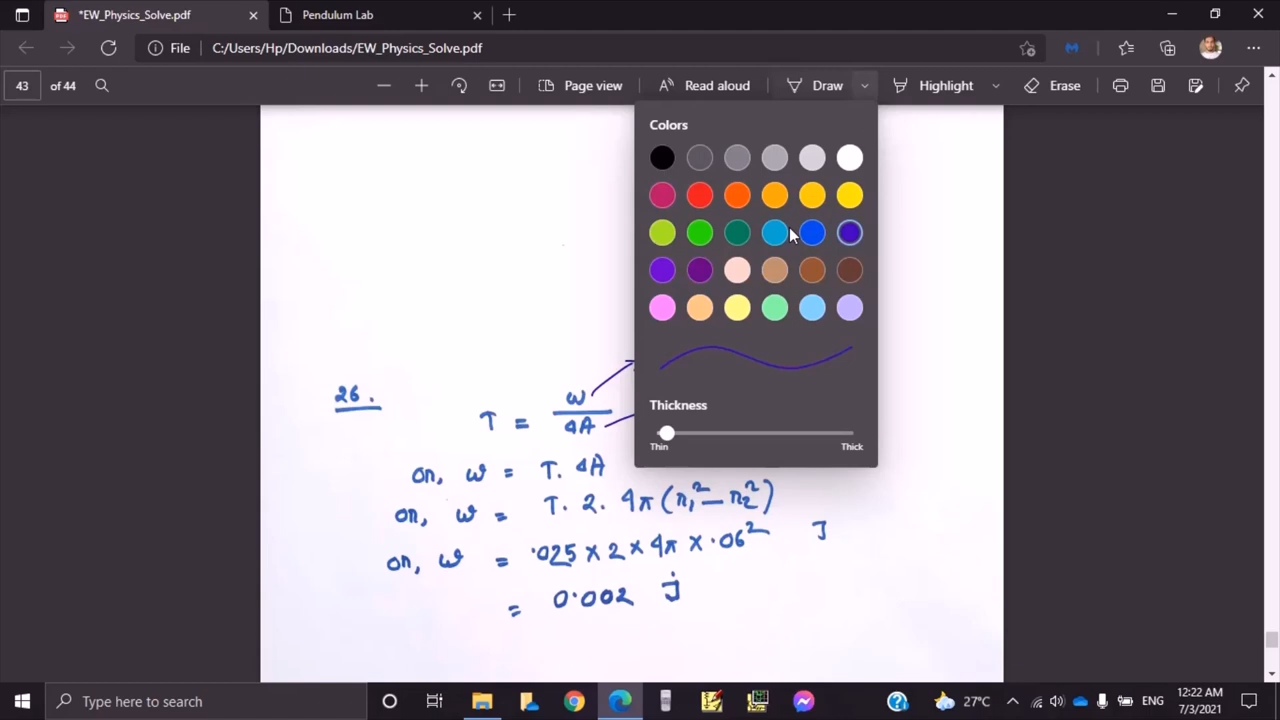 *EW_Physics_Solve.pdf
Pendulum Lab
File C:/Users/Hp/Downloads/EW_Physics_Solve.pdf
43 of 44 Page view Read aloud Draw Highlight Erase
Colors
Thickness
Thin Thick
26.
T = W/ΔA
or, W = T. ΔA
or, W = T. 2. 4π(r₁² – r₂²)
or, W = .025 × 2 × 4π × .06² J
= 0.002 J
Type here to search
27°C ENG 12:22 AM
7/3/2021